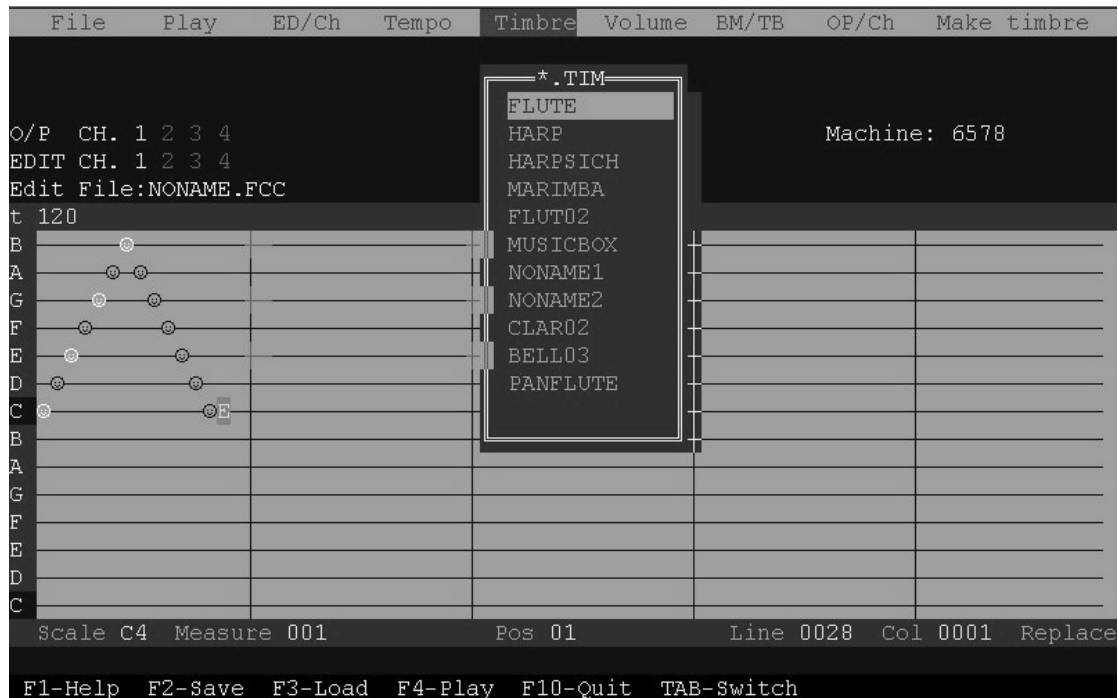 File Play ED/Ch Tempo Timbre Volume BM/TB OP/Ch Make timbre
*.TIM
FLUTE
HARP
HARPSICH
MARIMBA
FLUT02
MUSICBOX
NONAME1
NONAME2
CLAR02
BELL03
PANFLUTE
O/P CH. 1 2 3 4
Machine: 6578
EDIT CH. 1 2 3 4
Edit File:NONAME.FCC
t 120
B
A
G
F
E
D
C
E
B
A
G
F
E
D
C
Scale C4 Measure 001 Pos 01 Line 0028 Col 0001 Replace
F1-Help F2-Save F3-Load F4-Play F10-Quit TAB-Switch